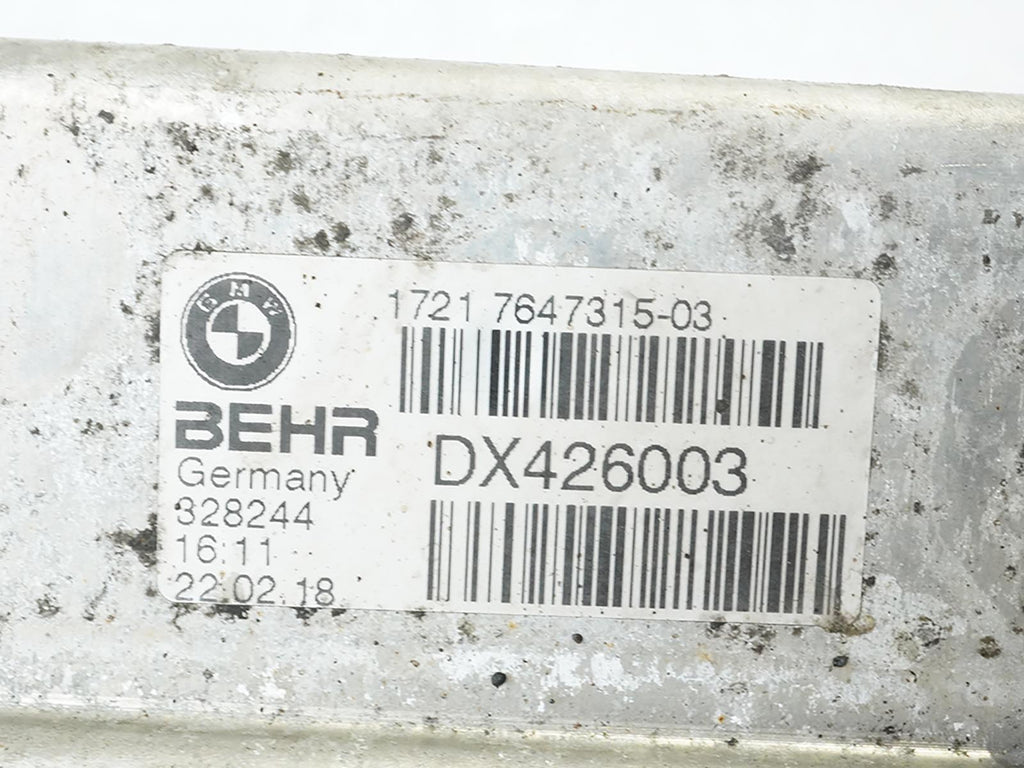 BMW
1721 7647315-03
BEHR
DX426003
Germany
328244
16:11
22.02.18